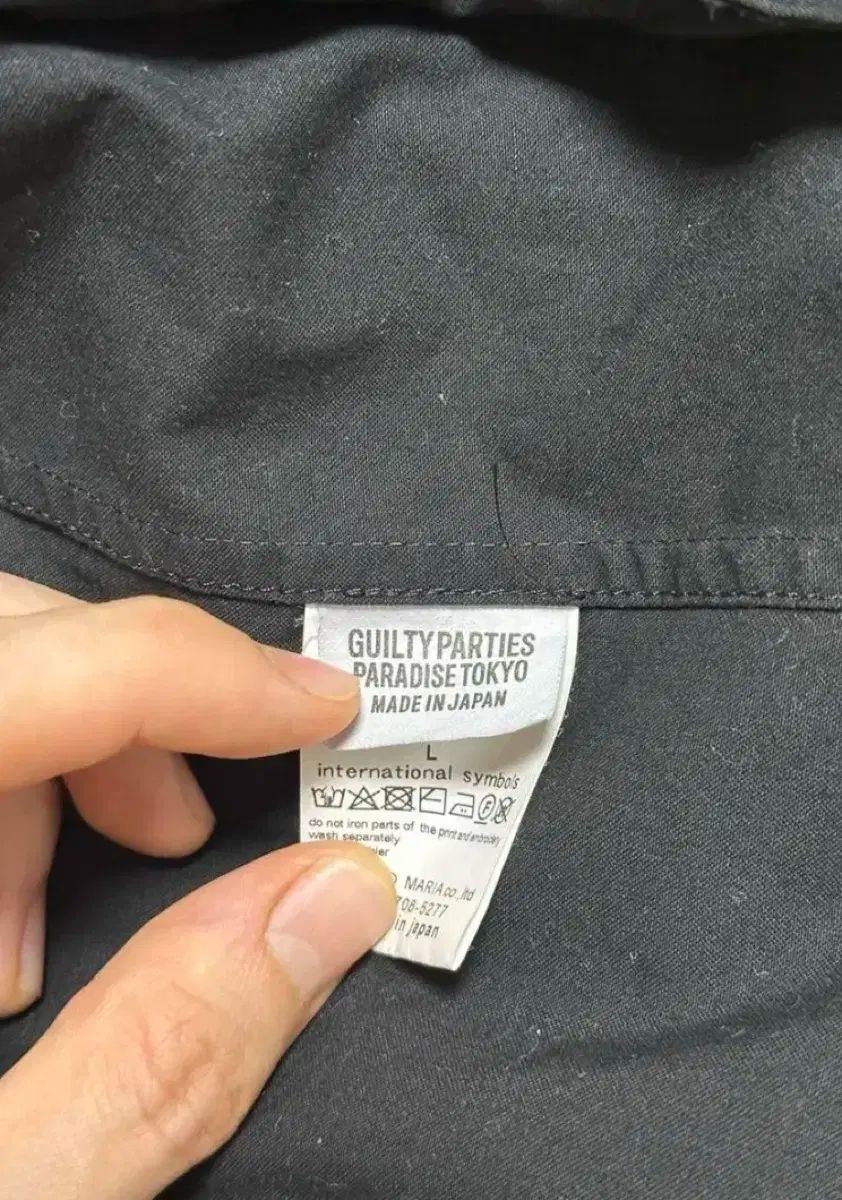 GUILTY PARTIES
PARADISE TOKYO
MADE IN JAPAN
L
international symbols
do not iron parts of the print and embroidery
wash separately
MARIA co.,ltd
708-5277
in japan